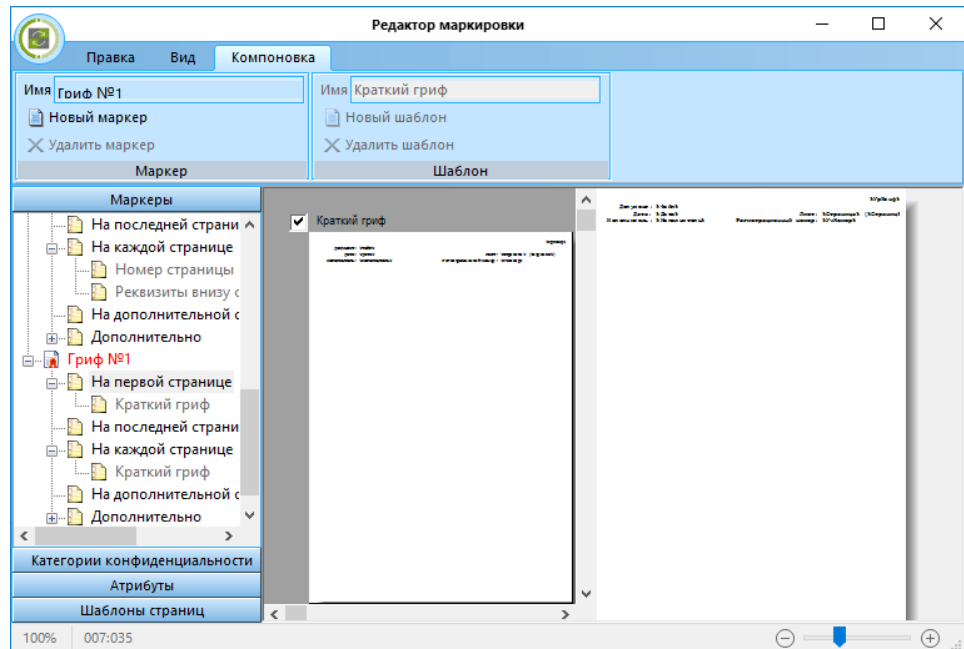 Редактор маркировки
Правка Вид Компоновка
Имя Гриф №1
Новый маркер
Удалить маркер
Маркер
Имя Краткий гриф
Новый шаблон
Удалить шаблон
Шаблон
Маркеры
На последней страни
На каждой странице
Номер страницы
Реквизиты внизу с
На дополнительной с
Дополнительно
Гриф №1
На первой странице
Краткий гриф
На последней страни
На каждой странице
Краткий гриф
На дополнительной с
Дополнительно
Категории конфиденциальности
Атрибуты
Шаблоны страниц
Краткий гриф
100% 007:035